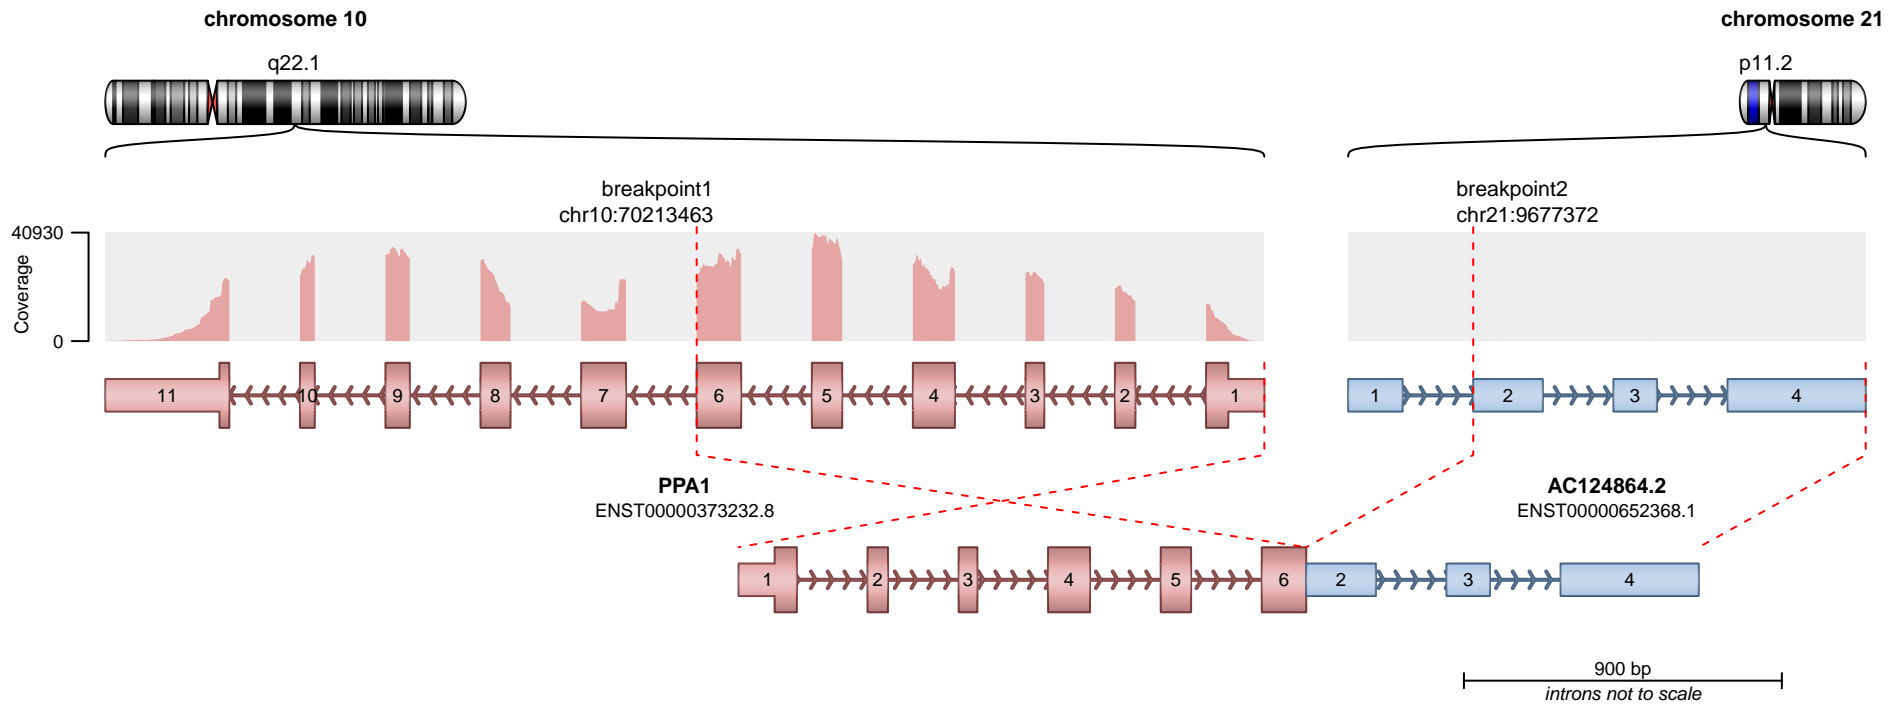 chromosome 10
chromosome 21
q22.1
p11.2
breakpoint1
chr10:70213463
breakpoint2
chr21:9677372
40930
Coverage
0
11 10 9 8 7 6 5 4 3 2 1
1 2 3 4
PPA1
ENST00000373232.8
AC124864.2
ENST00000652368.1
1 2 3 4 5 6 2 3 4
900 bp
introns not to scale